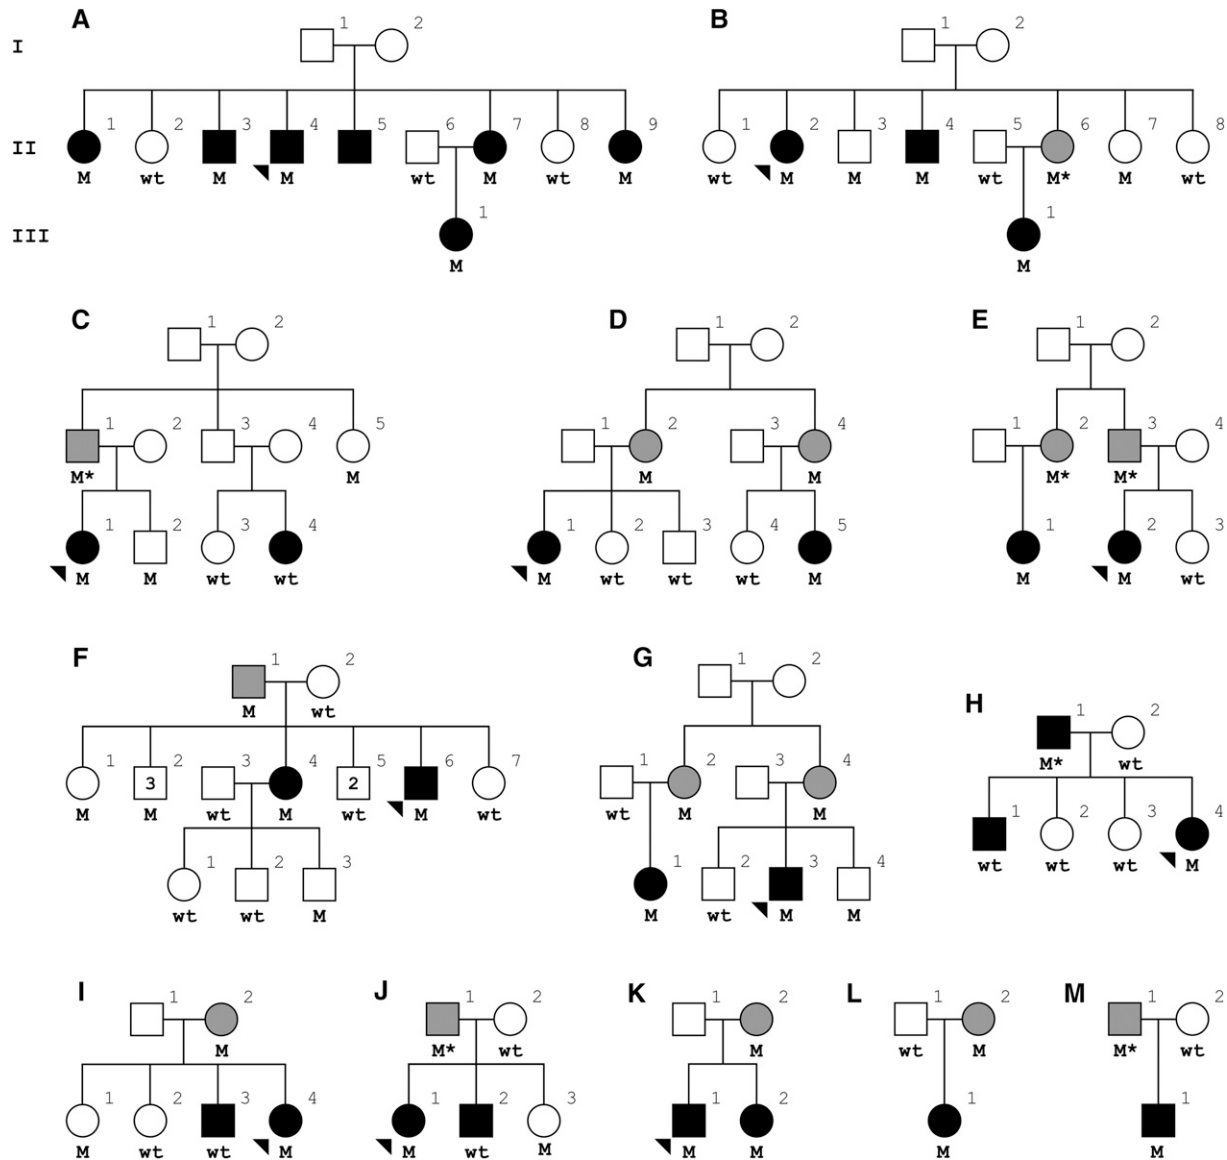 A B
I 1 2 1 2
II 1 2 3 4 5 6 7 8 9 1 2 3 4 5 6 7 8
M wt M M wt M wt M wt M M M wt M* M wt
III 1 1
M M
C D E
1 2 1 2 1 2
1 2 3 4 5 1 2 3 4 1 2 3 4
M* M M M M* M*
1 2 3 4 1 2 3 4 5 1 2 3
M M wt wt M wt wt wt M M M wt
F G H
1 2 1 2 1 2
M wt M* wt
1 2 3 4 5 6 7 1 2 3 4 1 2 3 4
3 2
M M wt M wt M wt wt M M wt wt wt M
1 2 3 1 2 3 4
wt wt M M wt M M
I J K L M
1 2 1 2 1 2 1 2 1 2
M M* wt M wt M M* wt
1 2 3 4 1 2 3 1 2 1 1
M wt wt M M wt M M M M M